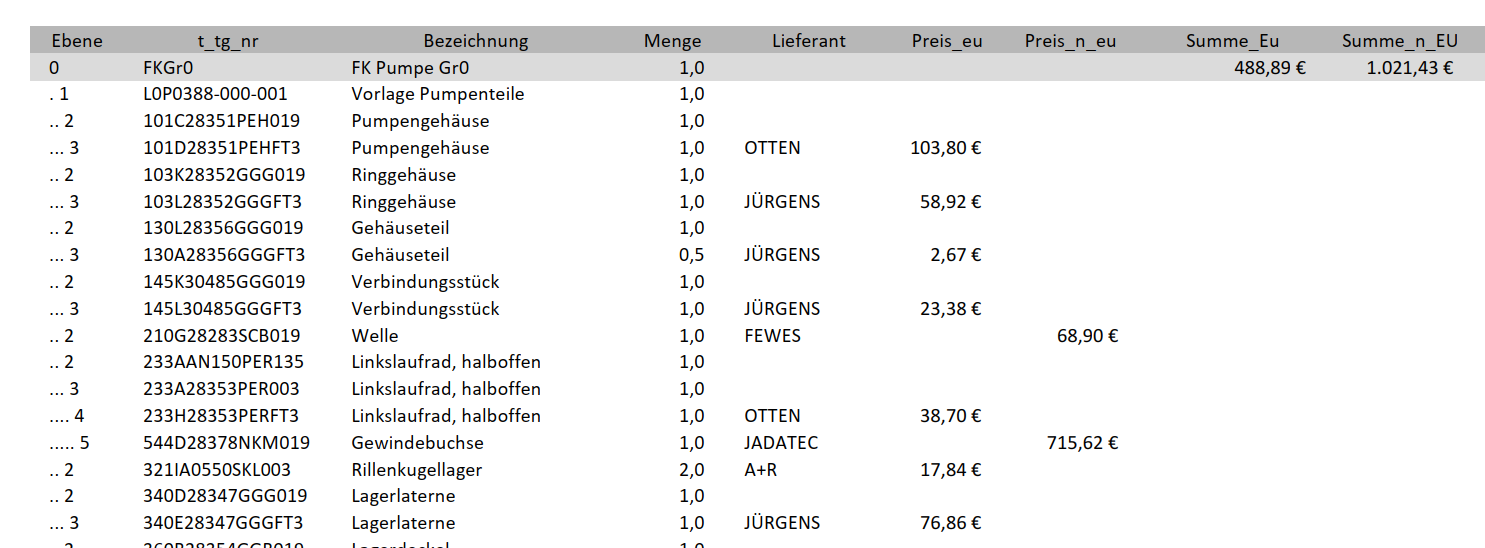 Ebene t_tg_nr Bezeichnung Menge Lieferant Preis_eu Preis_n_eu Summe_Eu Summe_n_EU
0 FKGr0 FK Pumpe Gr0 1,0 488,89 € 1.021,43 €
. 1 L0P0388-000-001 Vorlage Pumpenteile 1,0
.. 2 101C28351PEH019 Pumpengehäuse 1,0
... 3 101D28351PEHFT3 Pumpengehäuse 1,0 OTTEN 103,80 €
.. 2 103K28352GGG019 Ringgehäuse 1,0
... 3 103L28352GGGFT3 Ringgehäuse 1,0 JÜRGENS 58,92 €
.. 2 130L28356GGG019 Gehäuseteil 1,0
... 3 130A28356GGGFT3 Gehäuseteil 0,5 JÜRGENS 2,67 €
.. 2 145K30485GGG019 Verbindungsstück 1,0
... 3 145L30485GGGFT3 Verbindungsstück 1,0 JÜRGENS 23,38 €
.. 2 210G28283SCB019 Welle 1,0 FEWES 68,90 €
.. 2 233AAN150PER135 Linkslaufrad, halboffen 1,0
... 3 233A28353PER003 Linkslaufrad, halboffen 1,0
.... 4 233H28353PERFT3 Linkslaufrad, halboffen 1,0 OTTEN 38,70 €
..... 5 544D28378NKM019 Gewindebuchse 1,0 JADATEC 715,62 €
.. 2 321IA0550SKL003 Rillenkugellager 2,0 A+R 17,84 €
.. 2 340D28347GGG019 Lagerlaterne 1,0
... 3 340E28347GGGFT3 Lagerlaterne 1,0 JÜRGENS 76,86 €